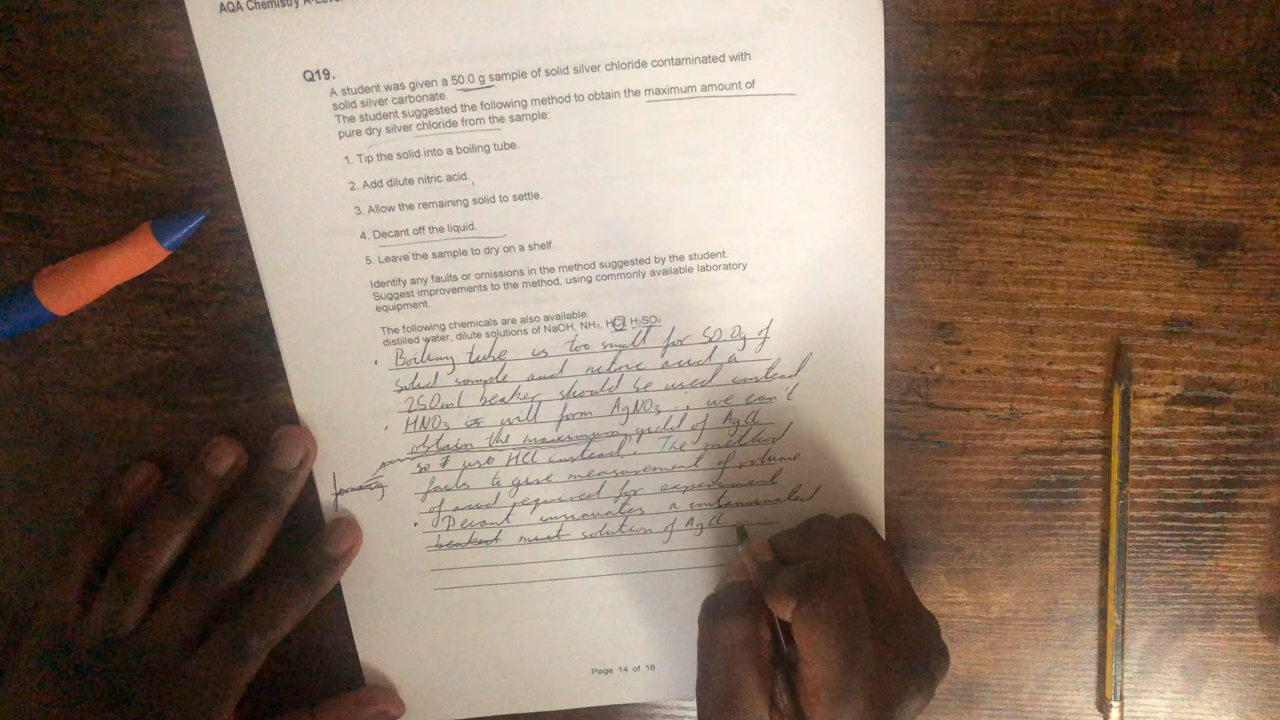 AQA Chemistry A-Level
Q19.
A student was given a 50.0 g sample of solid silver chloride contaminated with
solid silver carbonate.
The student suggested the following method to obtain the maximum amount of
pure dry silver chloride from the sample:
1. Tip the solid into a boiling tube.
2. Add dilute nitric acid.
3. Allow the remaining solid to settle.
4. Decant off the liquid.
5. Leave the sample to dry on a shelf.
Identify any faults or omissions in the method suggested by the student.
Suggest improvements to the method, using commonly available laboratory
equipment.
The following chemicals are also available:
distilled water, dilute solutions of NaOH, NH₃, HCl, H₂SO₄
• Boiling tube is too small for 50.0g of
solid sample and nitric acid a
250ml beaker should be used instead
• HNO₃ is will form AgNO₃ ∴ we can't
obtain the maximum yield of AgCl
so use HCl instead. The method
forming fails to give measurement of volume
of acid required for experiment
• Decant insinuates a contaminated
moist solution of AgCl
Page 14 of 18